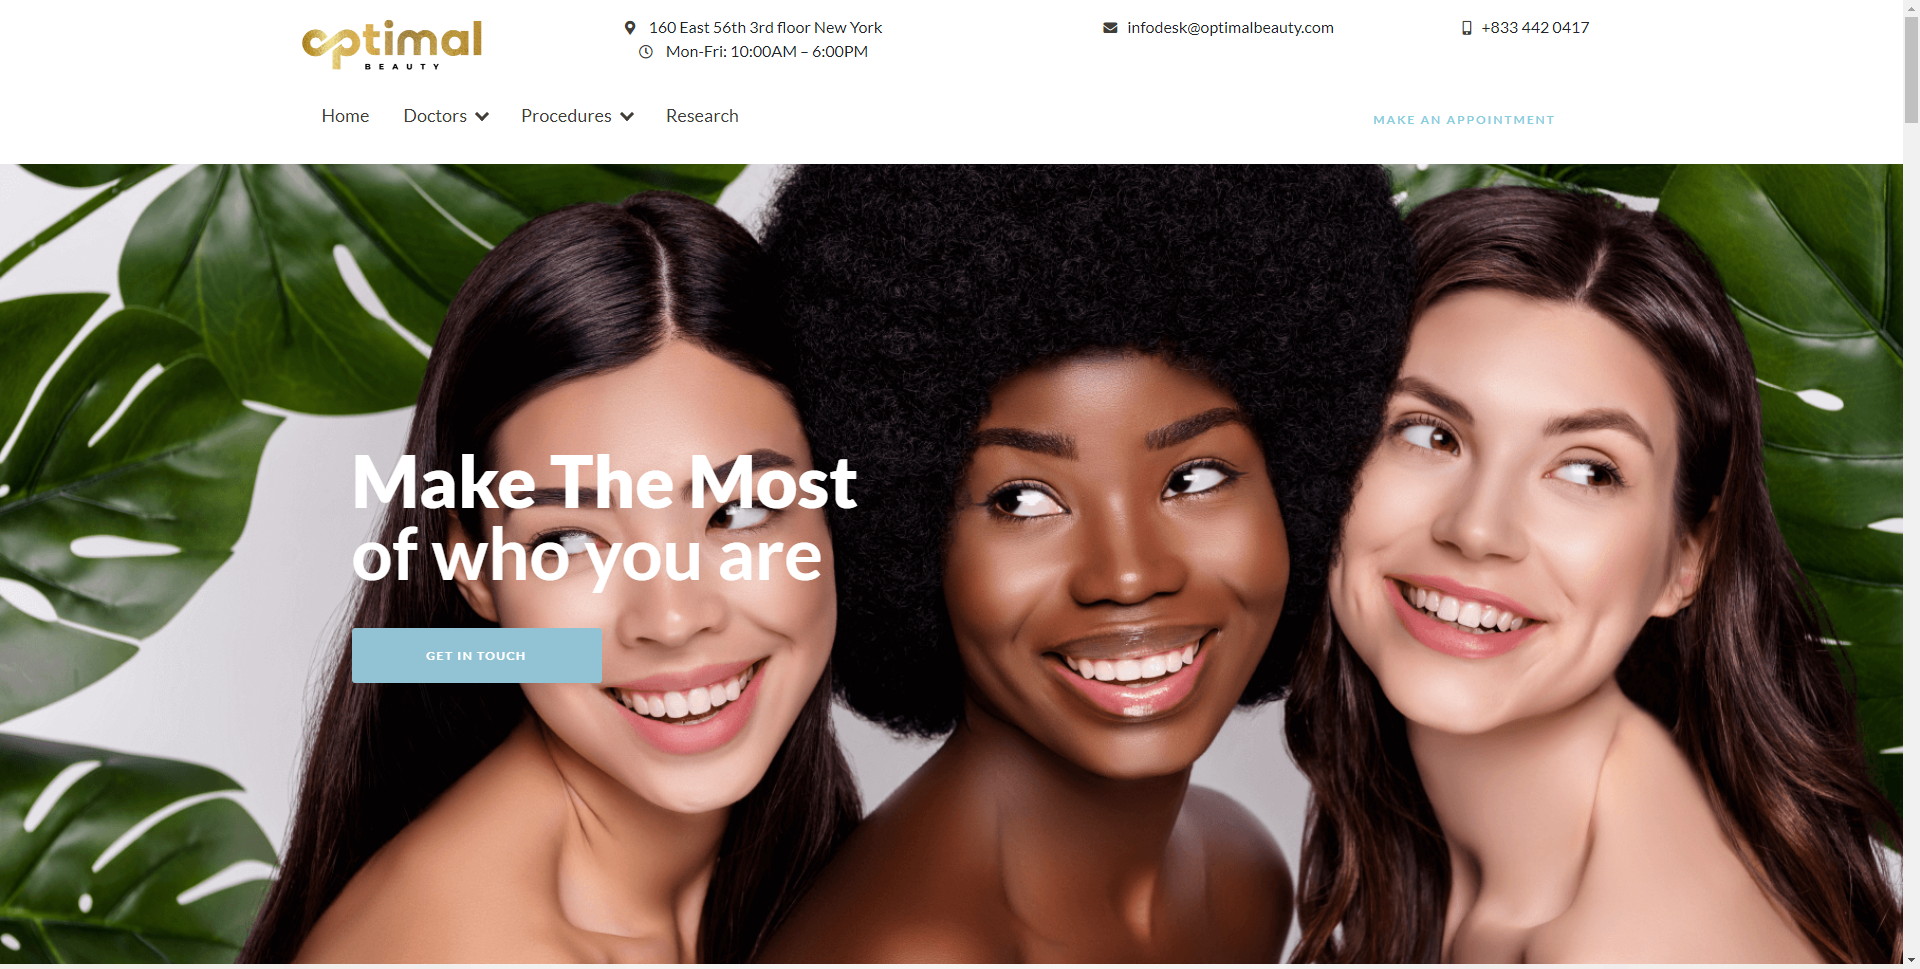 optimal
BEAUTY
160 East 56th 3rd floor New York
Mon-Fri: 10:00AM – 6:00PM
infodesk@optimalbeauty.com
+833 442 0417
Home
Doctors
Procedures
Research
MAKE AN APPOINTMENT
Make The Most
of who you are
GET IN TOUCH